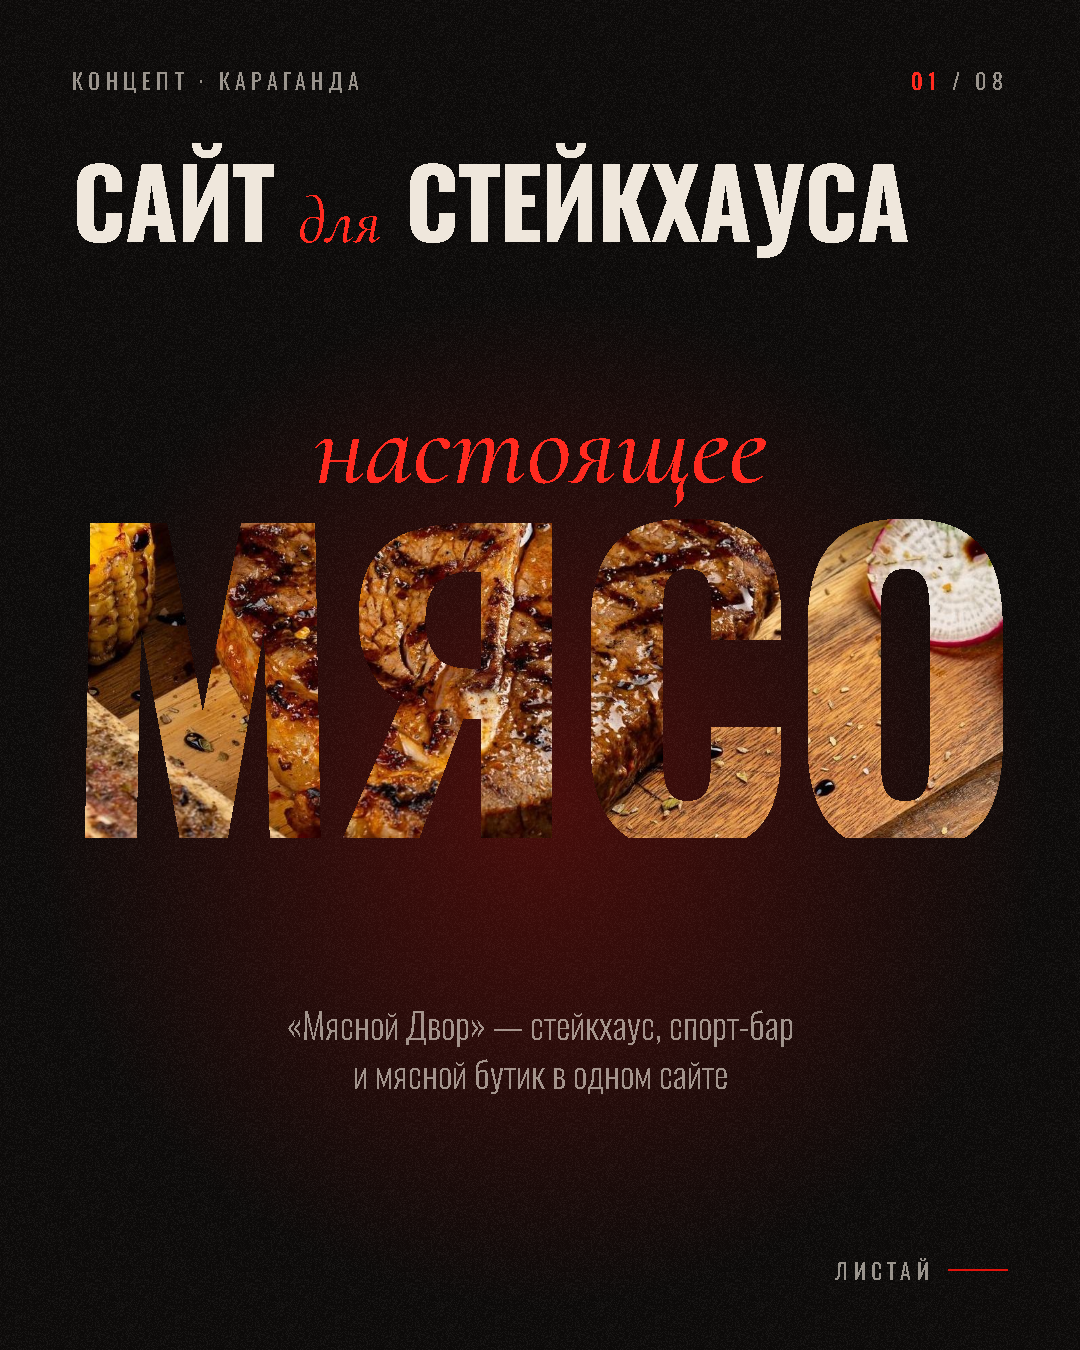 КОНЦЕПТ · КАРАГАНДА
01 / 08
САЙТ для СТЕЙКХАУСА
настоящее
МЯСО
«Мясной Двор» — стейкхаус, спорт-бар
и мясной бутик в одном сайте
ЛИСТАЙ